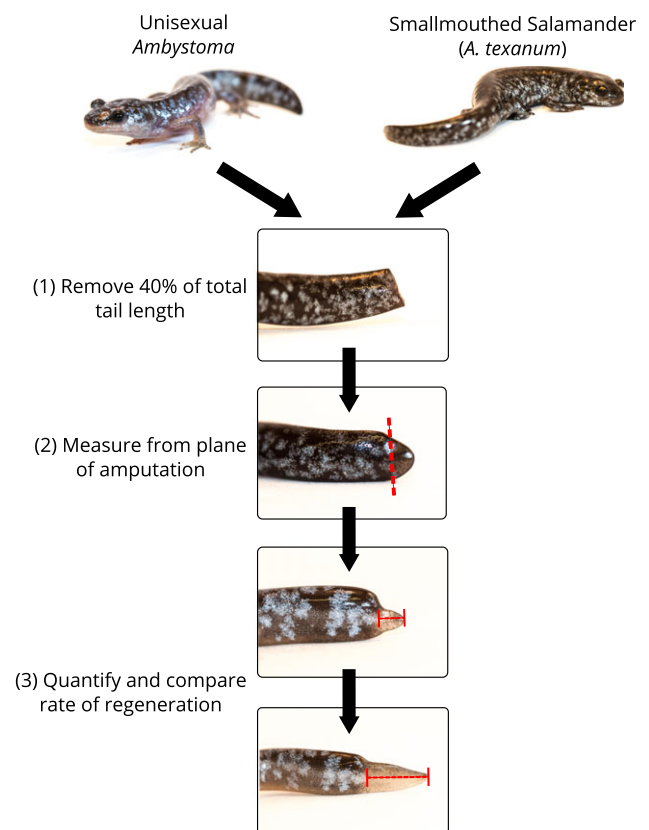 Unisexual
Ambystoma
Smallmouthed Salamander
(A. texanum)
(1) Remove 40% of total
tail length
(2) Measure from plane
of amputation
(3) Quantify and compare
rate of regeneration